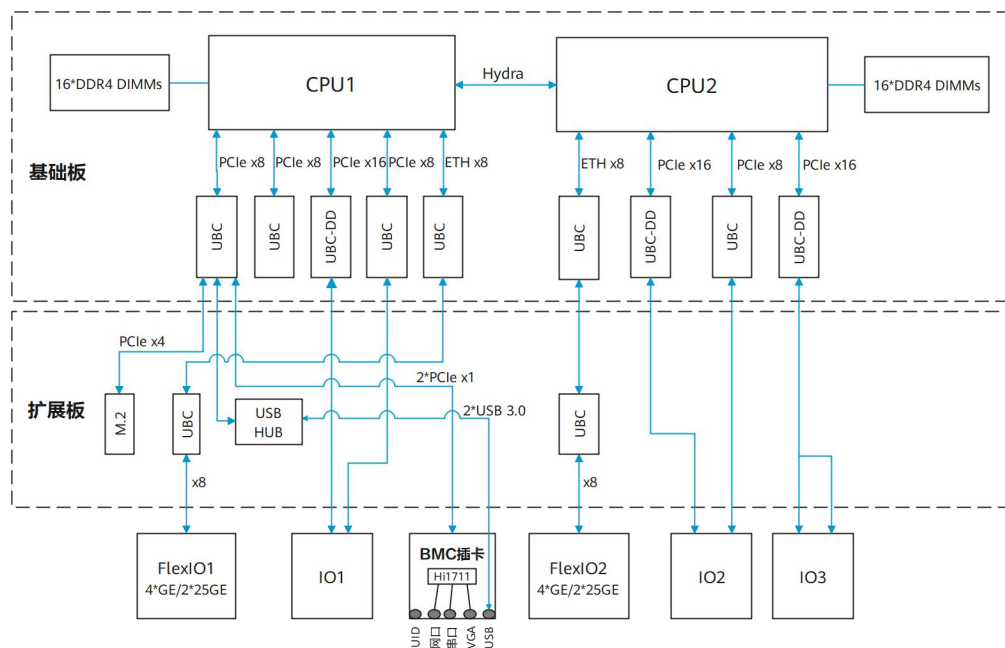 16*DDR4 DIMMs
CPU1
Hydra
CPU2
16*DDR4 DIMMs
基础板
PCIe x8
PCIe x8
PCIe x16
PCIe x8
ETH x8
ETH x8
PCIe x16
PCIe x8
PCIe x16
UBC
UBC
UBC-DD
UBC
UBC
UBC
UBC-DD
UBC
UBC-DD
扩展板
PCIe x4
2*PCIe x1
2*USB 3.0
M.2
UBC
USB
HUB
UBC
x8
x8
FlexIO1
4*GE/2*25GE
IO1
BMC插卡
Hi1711
UID
网口
串口
VGA
USB
FlexIO2
4*GE/2*25GE
IO2
IO3